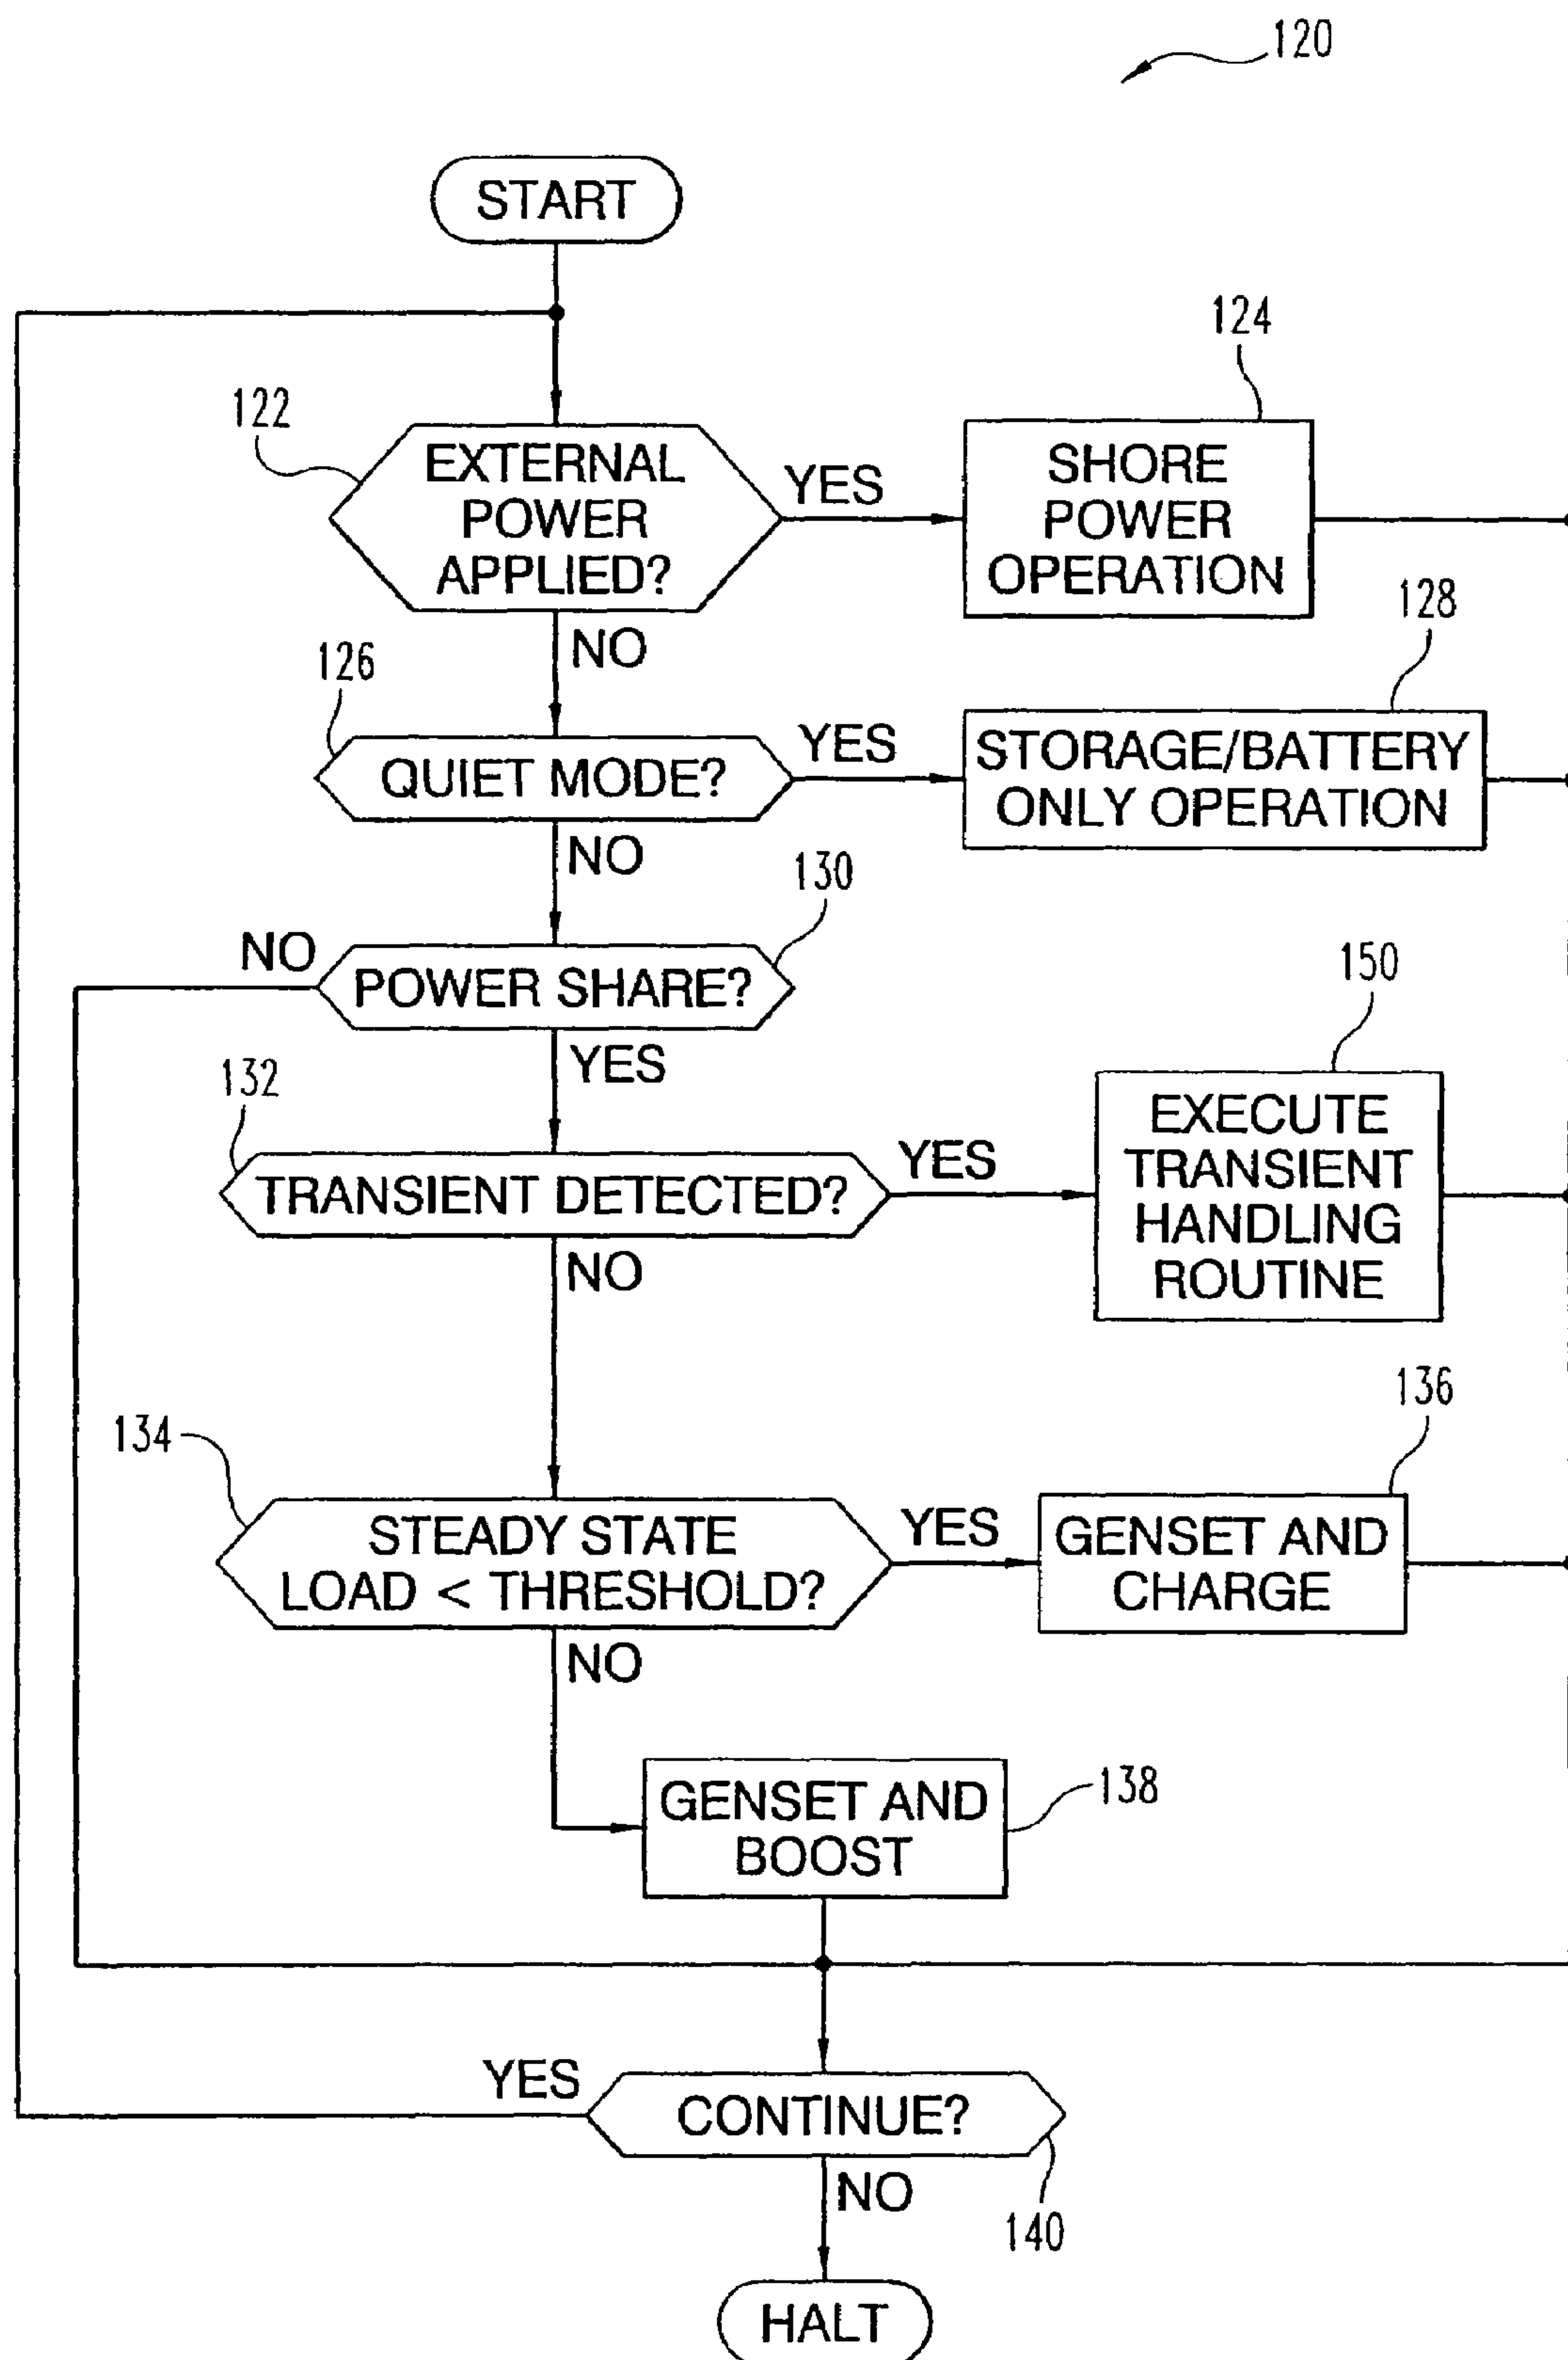 120
START
124
122
EXTERNAL
POWER
APPLIED?
YES
SHORE
POWER
OPERATION
NO
128
126
QUIET MODE?
YES
STORAGE/BATTERY
ONLY OPERATION
NO
130
NO
POWER SHARE?
YES
150
132
TRANSIENT DETECTED?
YES
EXECUTE
TRANSIENT
HANDLING
ROUTINE
NO
136
134
STEADY STATE
LOAD < THRESHOLD?
YES
GENSET AND
CHARGE
NO
GENSET AND
BOOST
138
YES
CONTINUE?
NO
140
HALT